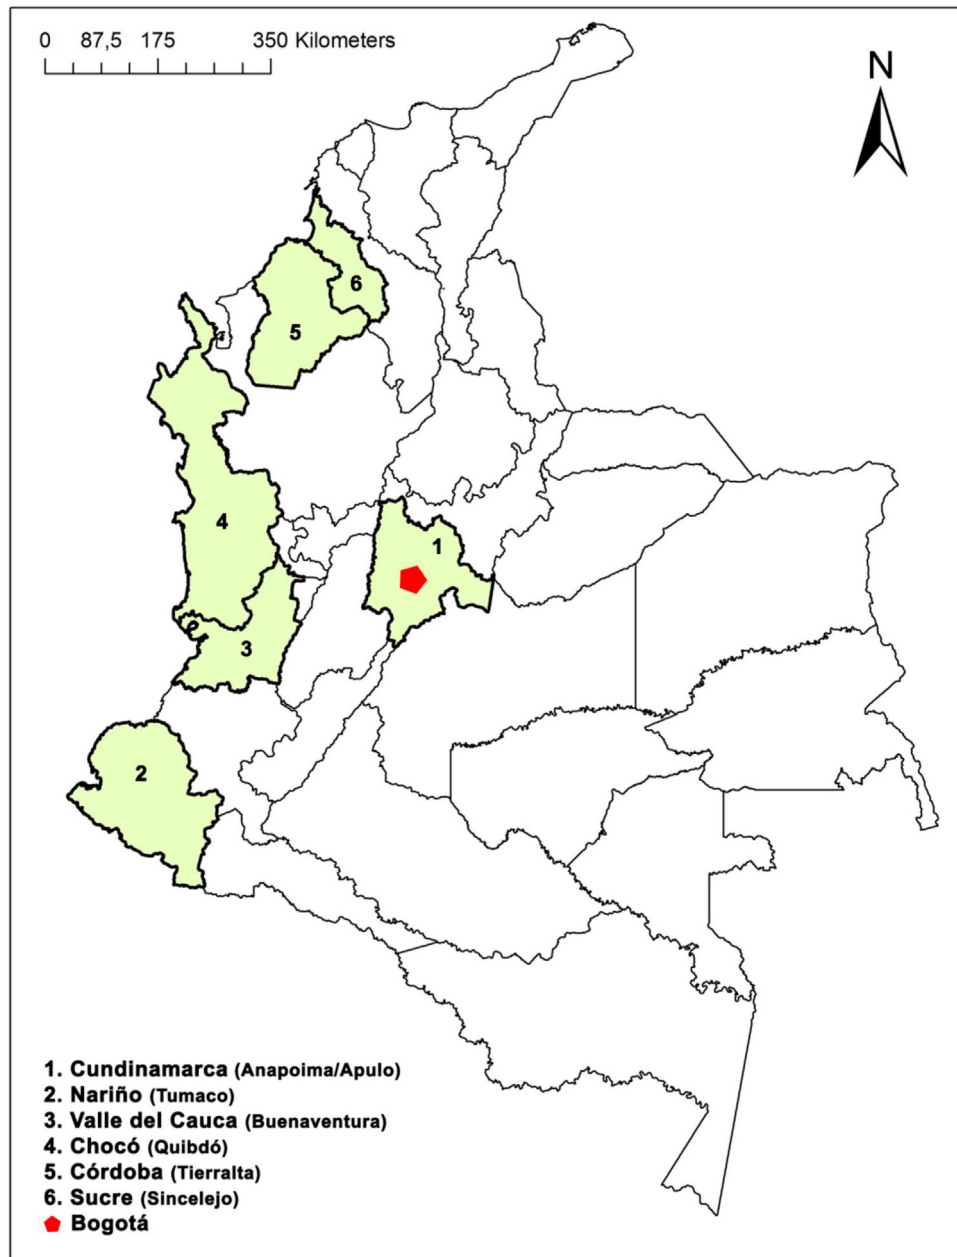 0 87,5 175 350 Kilometers
N
6
5
4
1
3
2
1. Cundinamarca (Anapoima/Apulo)
2. Nariño (Tumaco)
3. Valle del Cauca (Buenaventura)
4. Chocó (Quibdó)
5. Córdoba (Tierralta)
6. Sucre (Sincelejo)
Bogotá